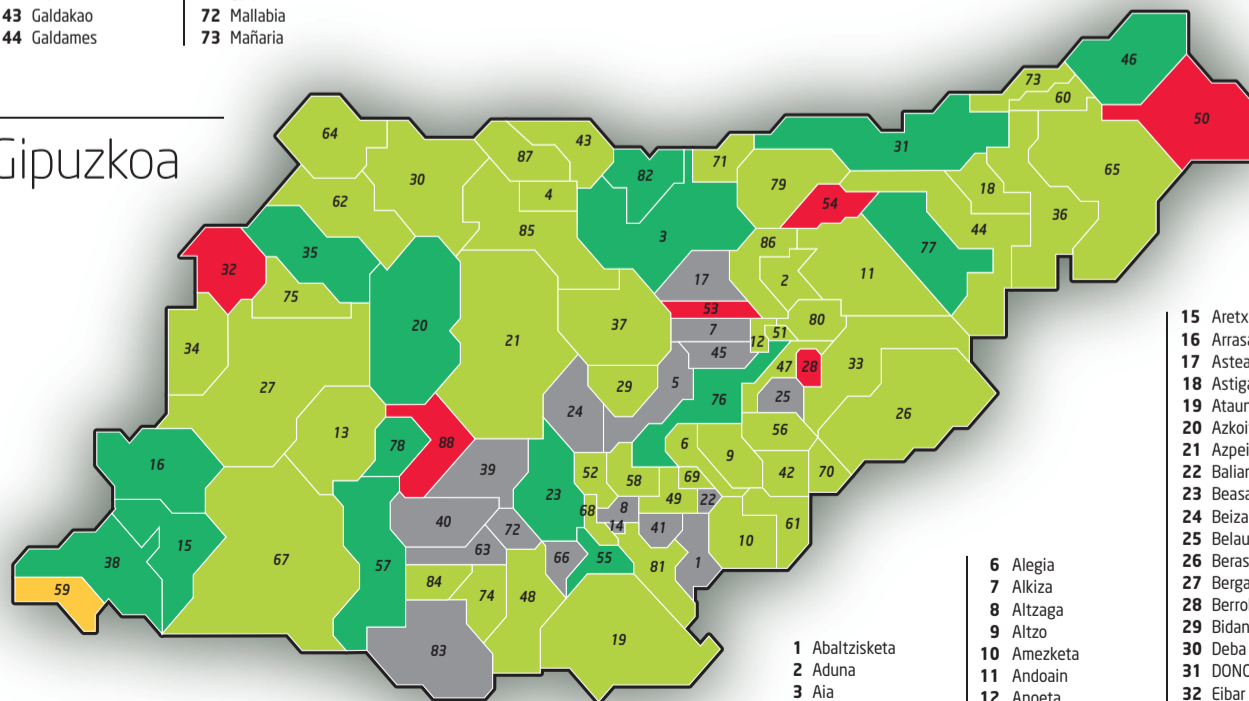 43 Galdakao
44 Galdames
72 Mallabia
73 Mañaria
Gipuzkoa
46
73
60
50
64
43
87
31
71
82
65
30
79
18
4
62
54
36
85
44
3
86
77
35
32
11
17
2
75
53
80
20
37
7
51
21
12
34
45
33
47
28
27
5
29
25
76
24
26
13
56
6
88
78
9
16
39
52
42
70
58
69
23
49
22
8
68
40
14
41
61
72
10
15
63
66
55
67
38
57
1
81
84
59
74
48
19
83
1 Abaltzisketa
2 Aduna
3 Aia
6 Alegia
7 Alkiza
8 Altzaga
9 Altzo
10 Amezketa
11 Andoain
12 Anoeta
15 Aretx
16 Arrasa
17 Astea
18 Astiga
19 Ataun
20 Azkoit
21 Azpei
22 Baliar
23 Beasa
24 Beiza
25 Belau
26 Beras
27 Berga
28 Berro
29 Bidan
30 Deba
31 DONO
32 Eibar